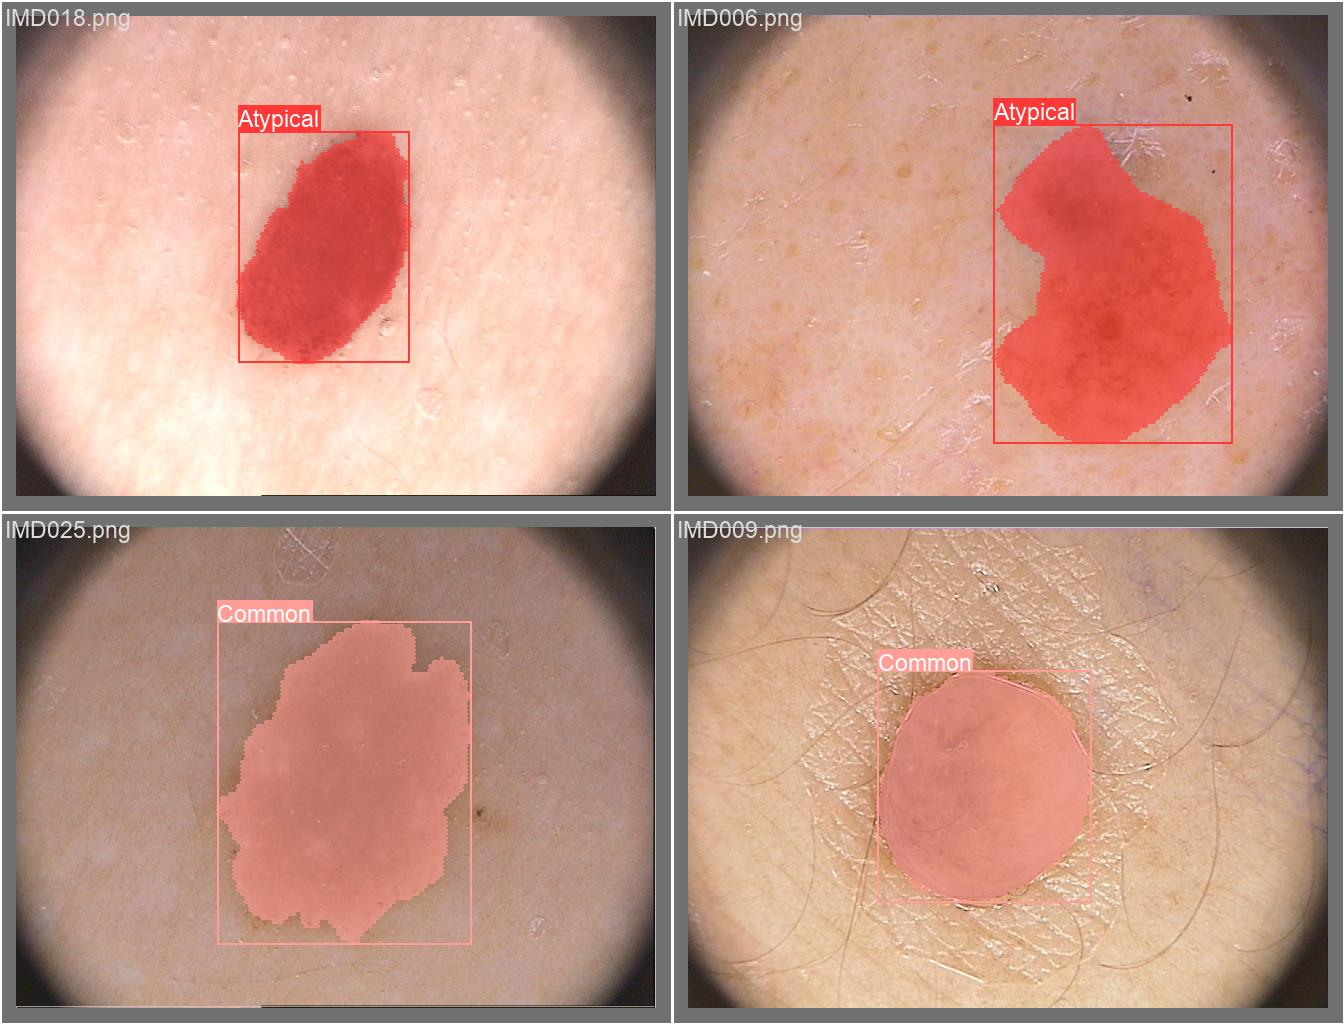 IMD018.png
Atypical
IMD006.png
Atypical
IMD025.png
Common
IMD009.png
Common